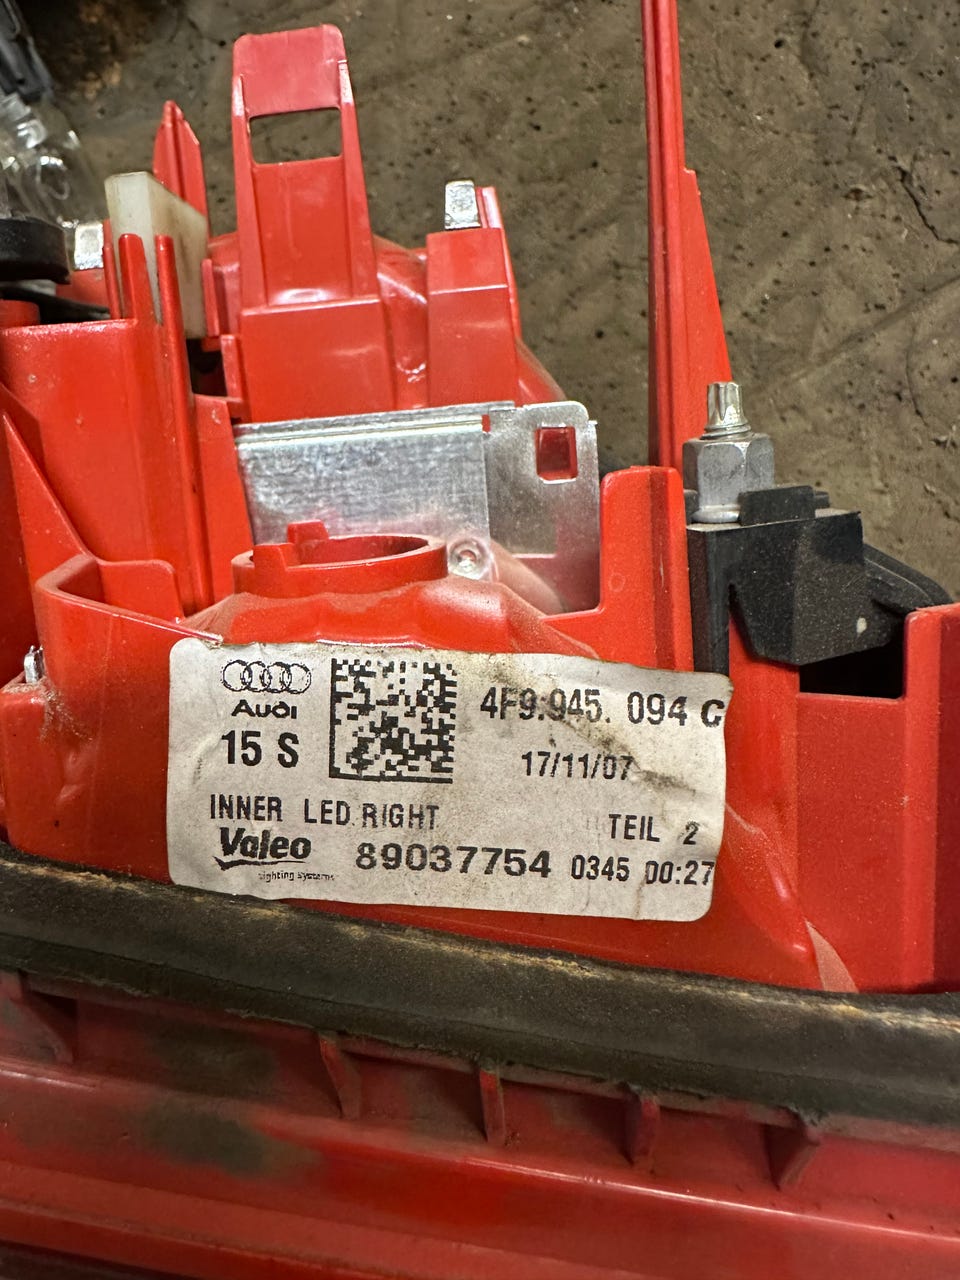 Audi
4F9.945. 094 G
15 S
17/11/07
INNER LED.RIGHT
TEIL 2
Valeo
lighting systems
89037754 0345 00:27